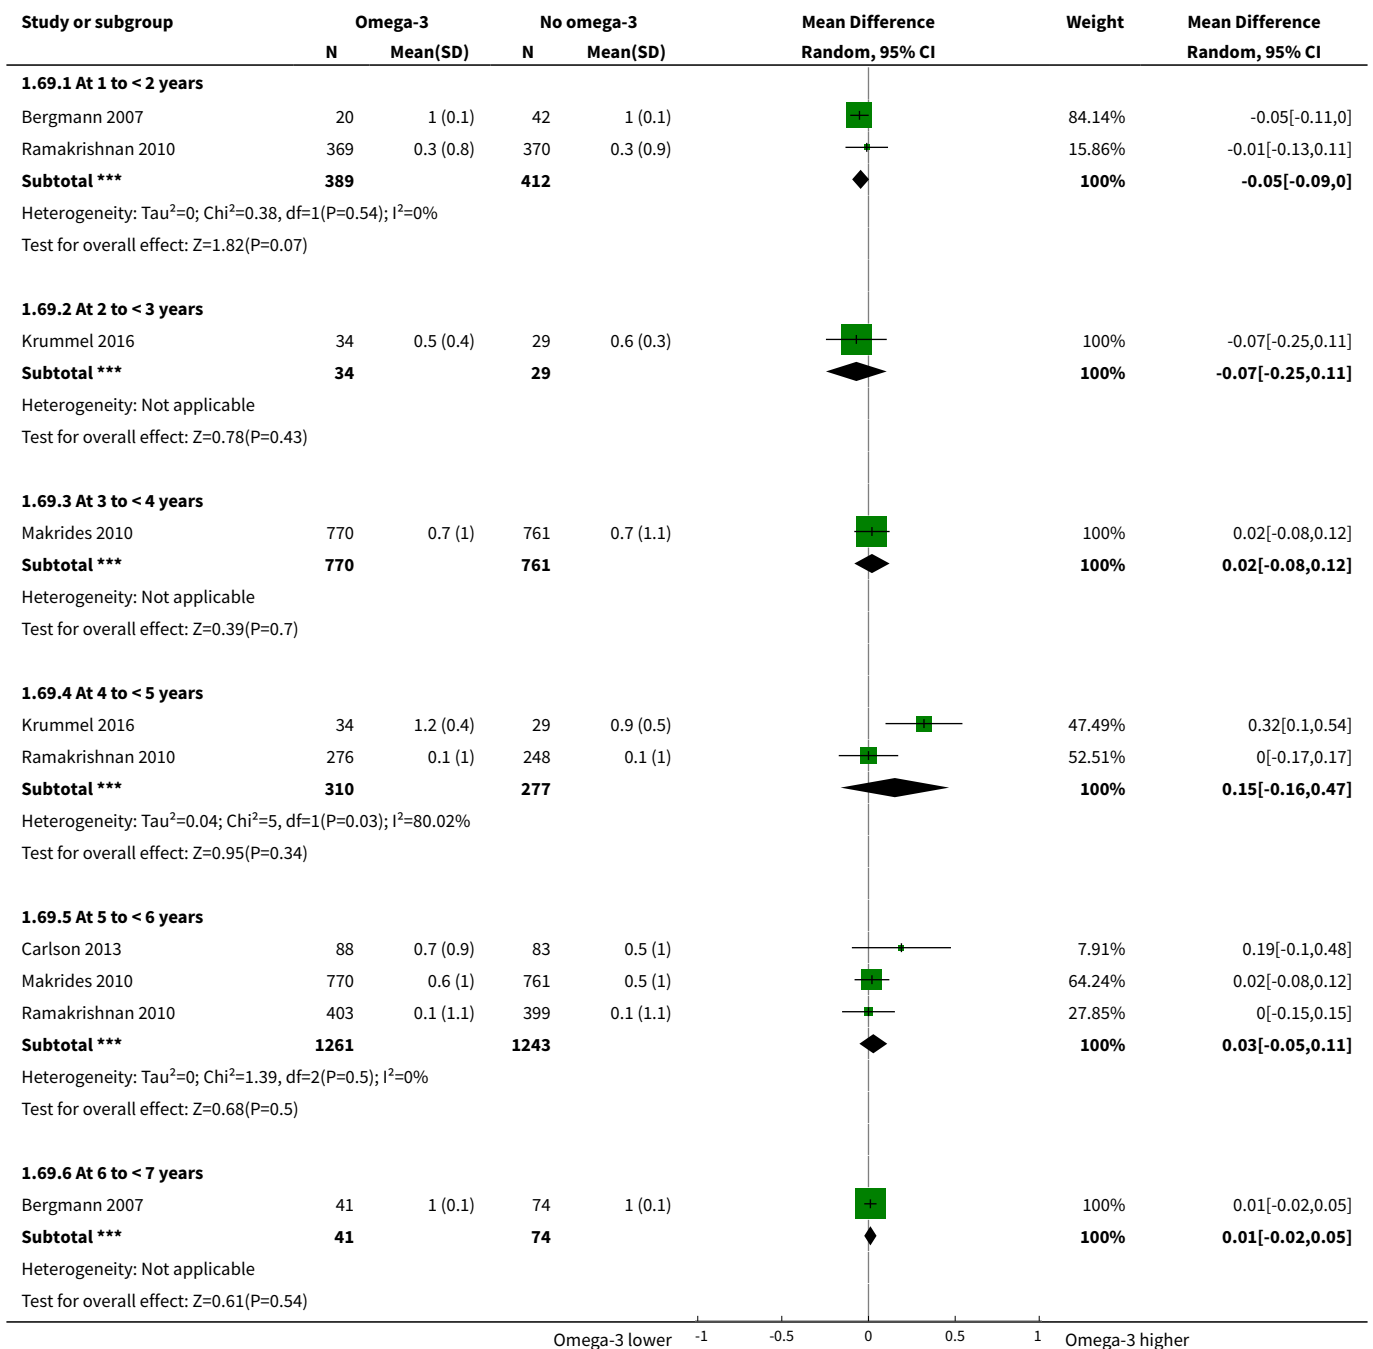 Study or subgroup Omega-3 No omega-3 Mean Difference Weight Mean Difference
N Mean(SD) N Mean(SD) Random, 95% CI Random, 95% CI
1.69.1 At 1 to < 2 years
Bergmann 2007 20 1 (0.1) 42 1 (0.1) 84.14% -0.05[-0.11,0]
Ramakrishnan 2010 369 0.3 (0.8) 370 0.3 (0.9) 15.86% -0.01[-0.13,0.11]
Subtotal *** 389 412 100% -0.05[-0.09,0]
Heterogeneity: Tau²=0; Chi²=0.38, df=1(P=0.54); I²=0%
Test for overall effect: Z=1.82(P=0.07)
1.69.2 At 2 to < 3 years
Krummel 2016 34 0.5 (0.4) 29 0.6 (0.3) 100% -0.07[-0.25,0.11]
Subtotal *** 34 29 100% -0.07[-0.25,0.11]
Heterogeneity: Not applicable
Test for overall effect: Z=0.78(P=0.43)
1.69.3 At 3 to < 4 years
Makrides 2010 770 0.7 (1) 761 0.7 (1.1) 100% 0.02[-0.08,0.12]
Subtotal *** 770 761 100% 0.02[-0.08,0.12]
Heterogeneity: Not applicable
Test for overall effect: Z=0.39(P=0.7)
1.69.4 At 4 to < 5 years
Krummel 2016 34 1.2 (0.4) 29 0.9 (0.5) 47.49% 0.32[0.1,0.54]
Ramakrishnan 2010 276 0.1 (1) 248 0.1 (1) 52.51% 0[-0.17,0.17]
Subtotal *** 310 277 100% 0.15[-0.16,0.47]
Heterogeneity: Tau²=0.04; Chi²=5, df=1(P=0.03); I²=80.02%
Test for overall effect: Z=0.95(P=0.34)
1.69.5 At 5 to < 6 years
Carlson 2013 88 0.7 (0.9) 83 0.5 (1) 7.91% 0.19[-0.1,0.48]
Makrides 2010 770 0.6 (1) 761 0.5 (1) 64.24% 0.02[-0.08,0.12]
Ramakrishnan 2010 403 0.1 (1.1) 399 0.1 (1.1) 27.85% 0[-0.15,0.15]
Subtotal *** 1261 1243 100% 0.03[-0.05,0.11]
Heterogeneity: Tau²=0; Chi²=1.39, df=2(P=0.5); I²=0%
Test for overall effect: Z=0.68(P=0.5)
1.69.6 At 6 to < 7 years
Bergmann 2007 41 1 (0.1) 74 1 (0.1) 100% 0.01[-0.02,0.05]
Subtotal *** 41 74 100% 0.01[-0.02,0.05]
Heterogeneity: Not applicable
Test for overall effect: Z=0.61(P=0.54)
Omega-3 lower -1 -0.5 0 0.5 1 Omega-3 higher